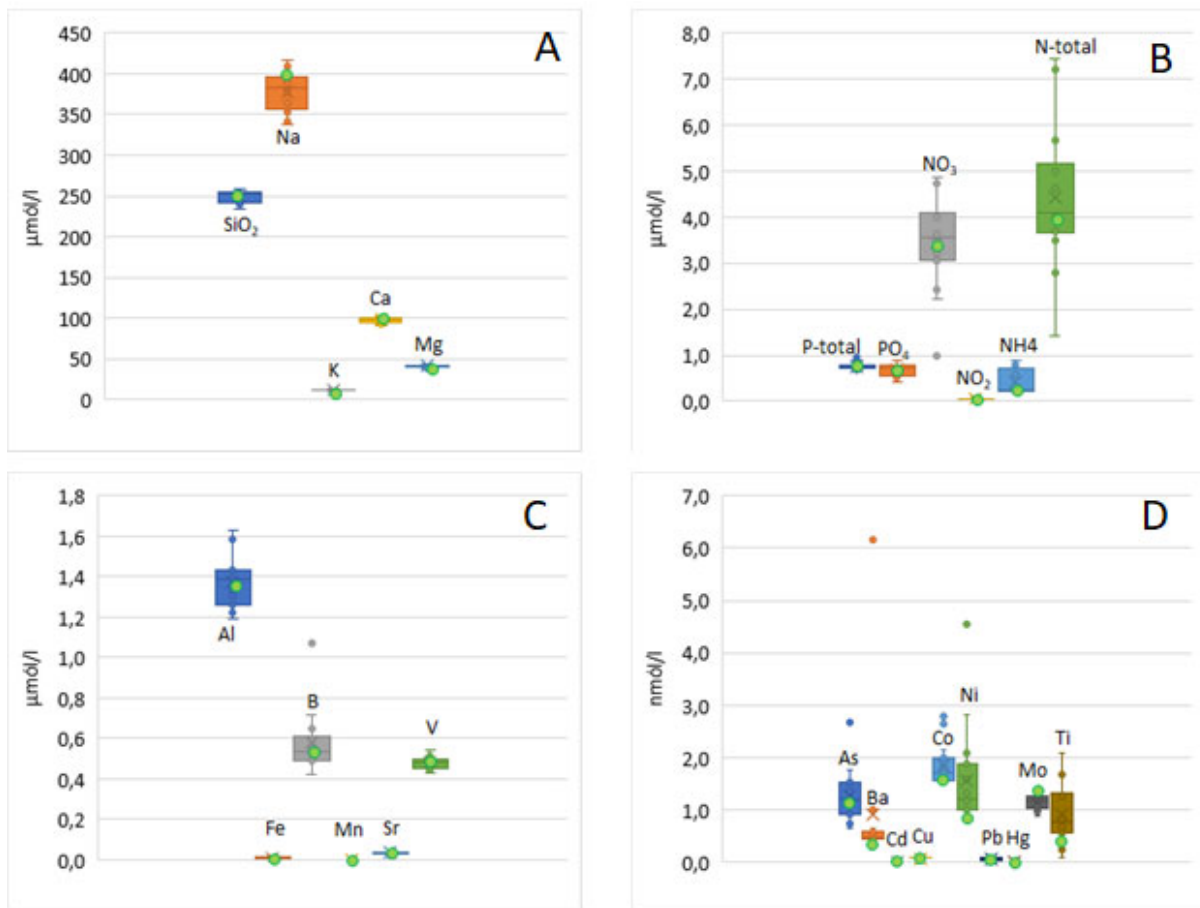 A
450
400
350
300
250
200
150
100
50
0
µmól/l
Na
SiO₂
K
Ca
Mg
B
8,0
7,0
6,0
5,0
4,0
3,0
2,0
1,0
0,0
nmól/l
N-total
NO₃
P-total
PO₄
NO₂
NH4
C
1,8
1,6
1,4
1,2
1,0
0,8
0,6
0,4
0,2
0,0
µmól/l
Al
B
V
Fe
Mn
Sr
D
7,0
6,0
5,0
4,0
3,0
2,0
1,0
0,0
nmól/l
As
Ba
Cd
Cu
Co
Ni
Pb
Hg
Mo
Ti